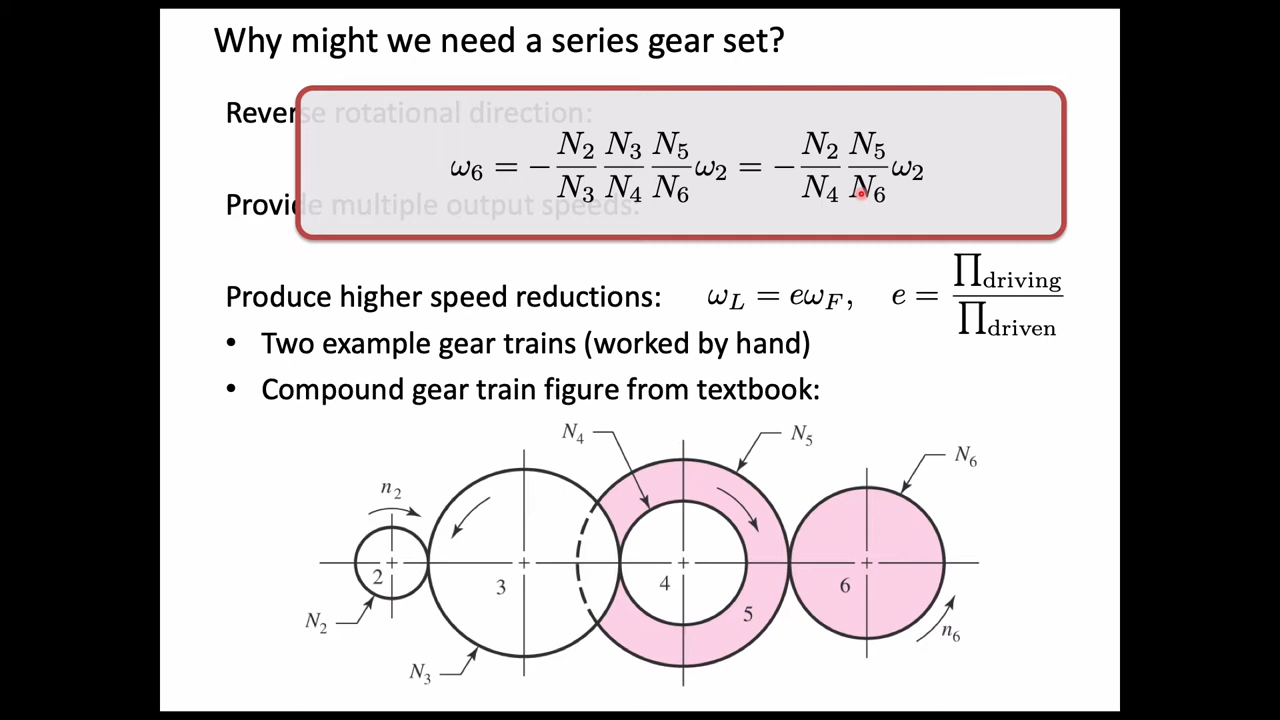 Why might we need a series gear set?
Reverse rotational direction:
ω₆ = −N₂/N₃ N₃/N₄ N₅/N₆ ω₂ = −N₂/N₄ N₅/N₆ ω₂
Provide multiple output speeds:
Produce higher speed reductions: ω_L = eω_F, e = ∏driving/∏driven
• Two example gear trains (worked by hand)
• Compound gear train figure from textbook:
N₄
N₅
N₆
n₂
2
3
4
5
6
N₂
N₃
n₆